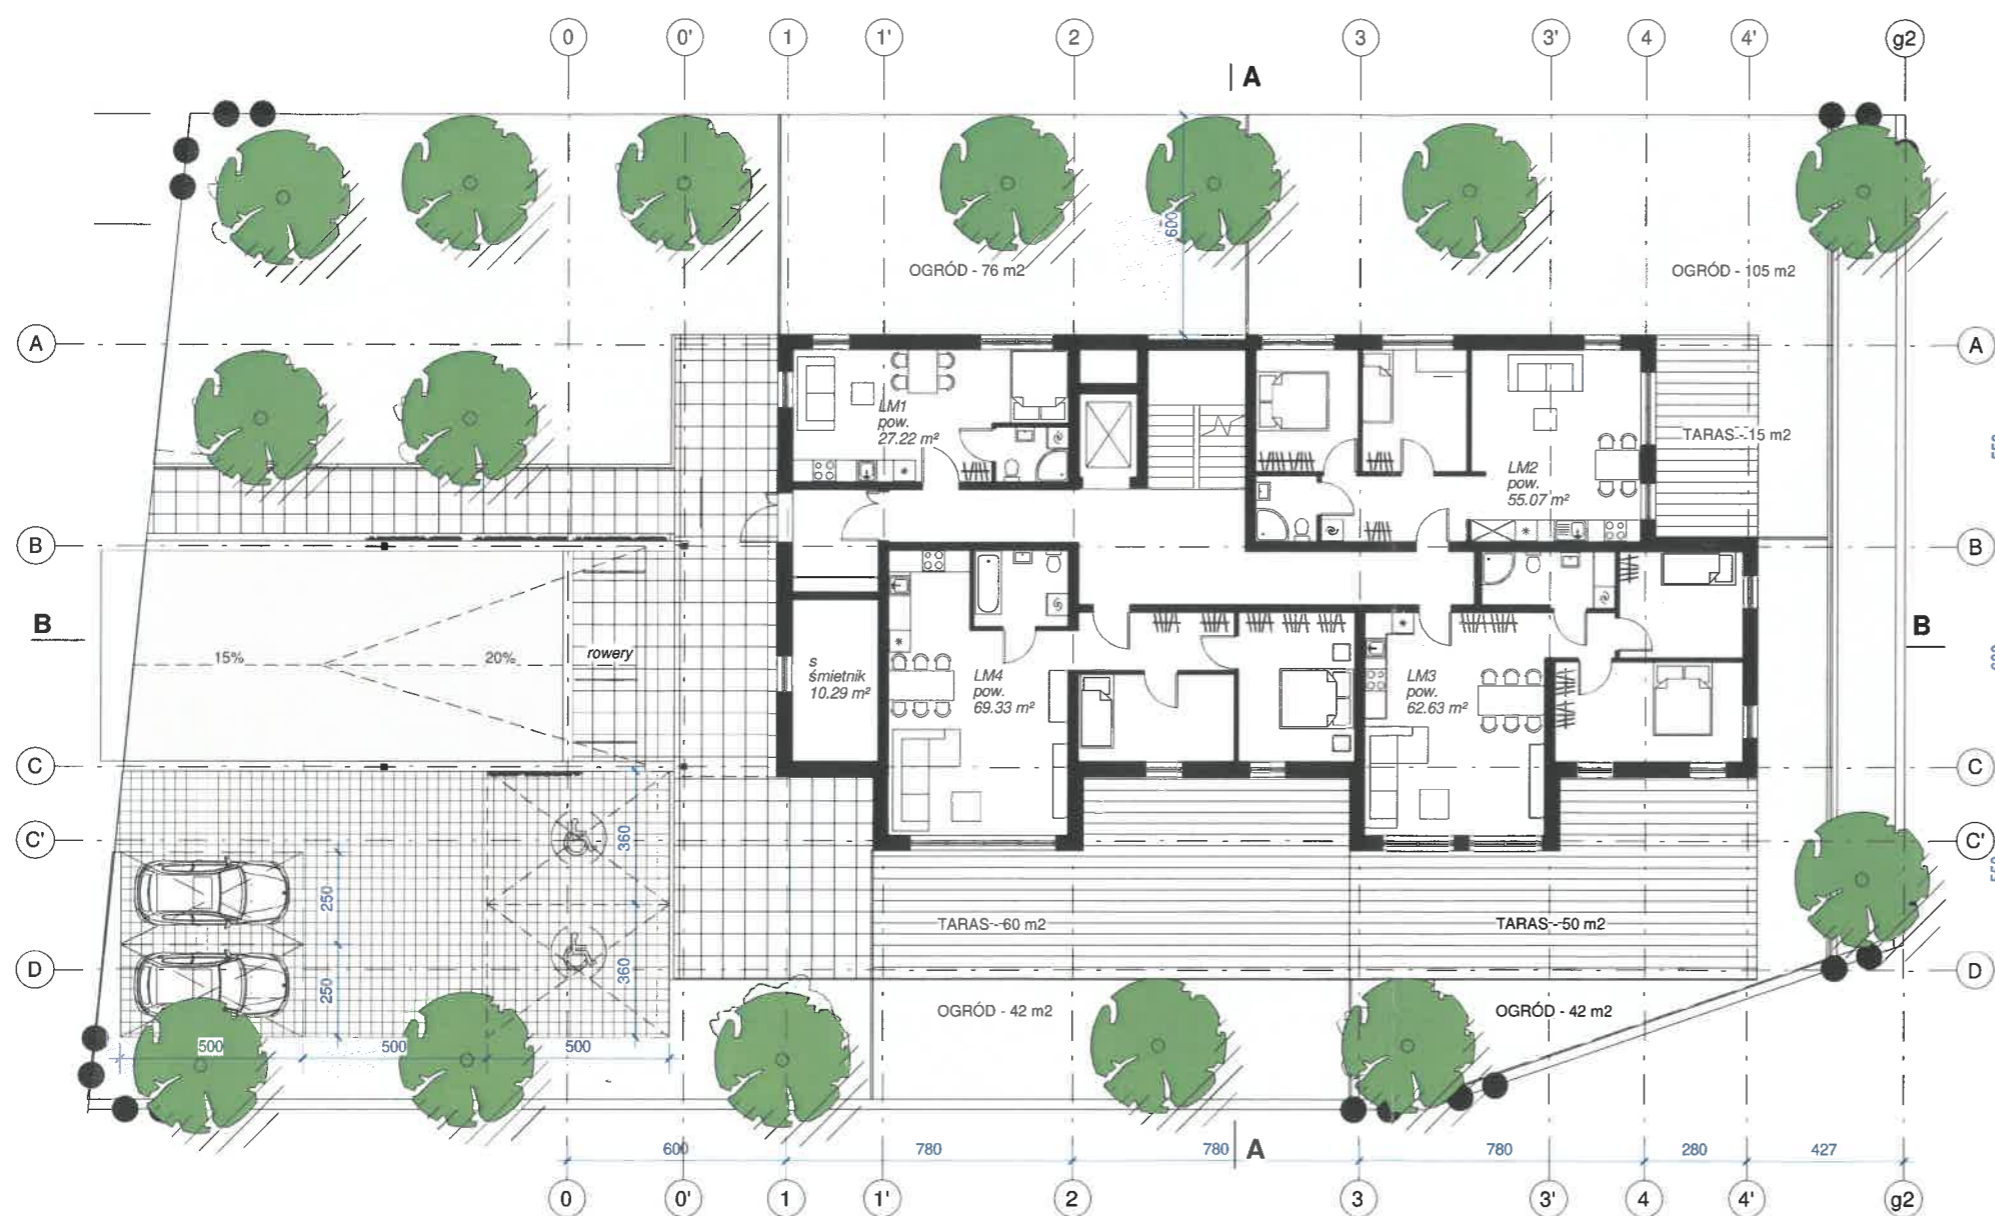 0 0' 1 1' 2 3 3' 4 4' g2
A
600
OGRÓD - 76 m2
OGRÓD - 105 m2
A A
LM1
pow.
27.22 m²
TARAS - 15 m2
LM2
pow.
55.07 m²
B B
B B
15% 20% rowery
s
śmietnik
10.29 m²
LM4
pow.
69.33 m²
LM3
pow.
62.63 m²
C C
360
C' C'
250
TARAS - 60 m2
TARAS - 50 m2
360
D D
250
OGRÓD - 42 m2
OGRÓD - 42 m2
500 500 500
600 780 780 A 780 280 427
0 0' 1 1' 2 3 3' 4 4' g2